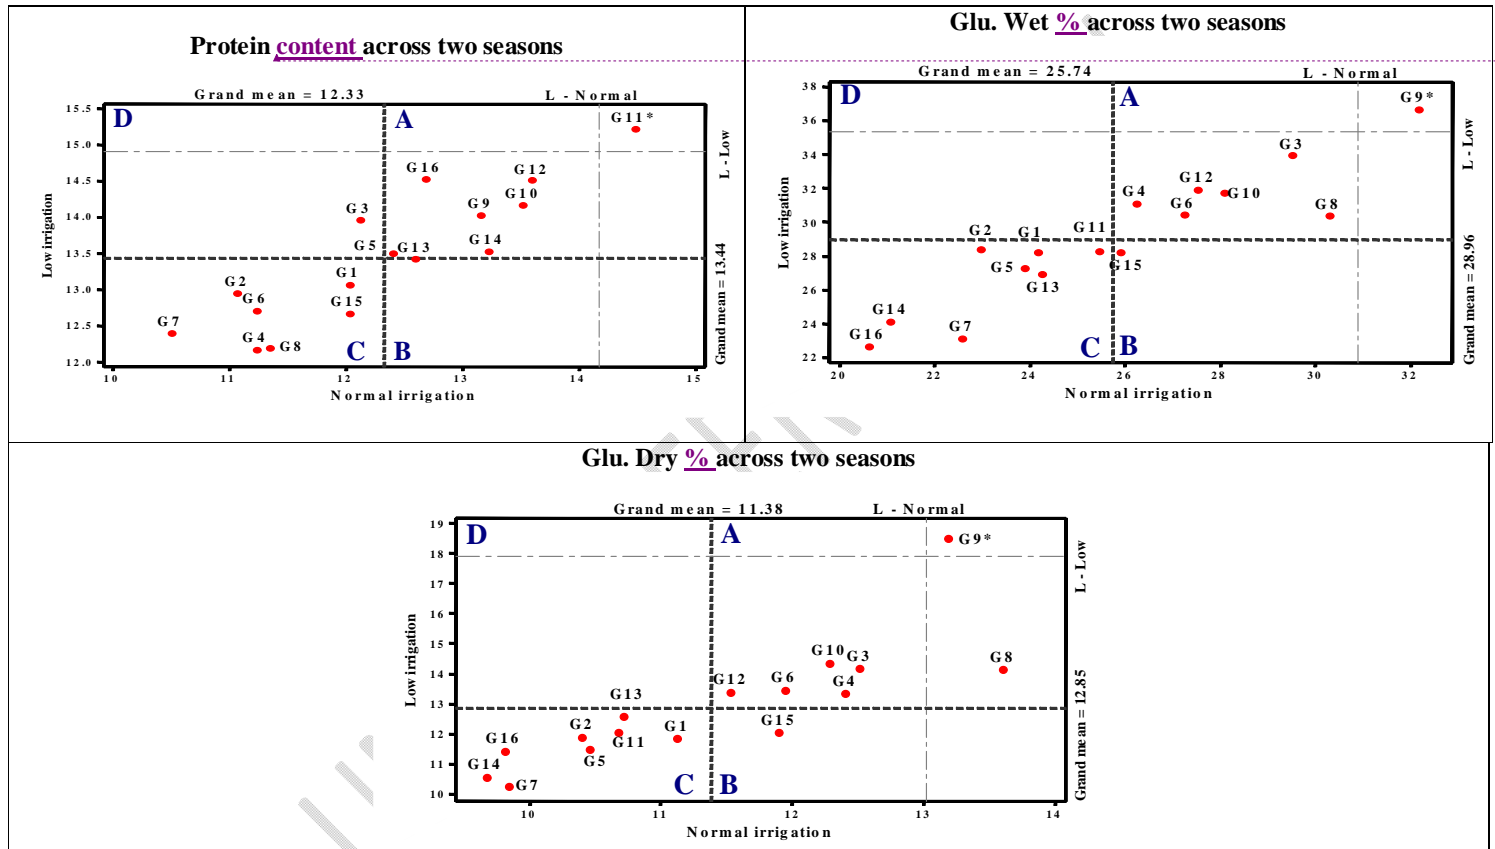 Protein content across two seasons
Grand mean = 12.33
L - Normal
D
A
G11*
15.5
15.0
14.5
14.0
13.5
13.0
12.5
12.0
Low irrigation
L - Low
Grand mean = 13.44
G16
G12
G10
G3
G9
G5
G13
G14
G2
G1
G6
G15
G7
G4
G8
C
B
10
11
12
13
14
15
Normal irrigation
Glu. Wet % across two seasons
Grand mean = 25.74
L - Normal
D
A
G9*
38
36
34
32
30
28
26
24
22
Low irrigation
L - Low
Grand mean = 28.96
G3
G12
G4
G10
G6
G8
G2
G1
G11
G5
G15
G13
G14
G16
G7
C
B
20
22
24
26
28
30
32
Normal irrigation
Glu. Dry % across two seasons
Grand mean = 11.38
L - Normal
D
A
G9*
19
18
17
16
15
14
13
12
11
10
Low irrigation
L - Low
Grand mean = 12.85
G10
G3
G8
G12
G6
G4
G13
G2
G1
G15
G16
G11
G5
G14
G7
C
B
10
11
12
13
14
Normal irrigation